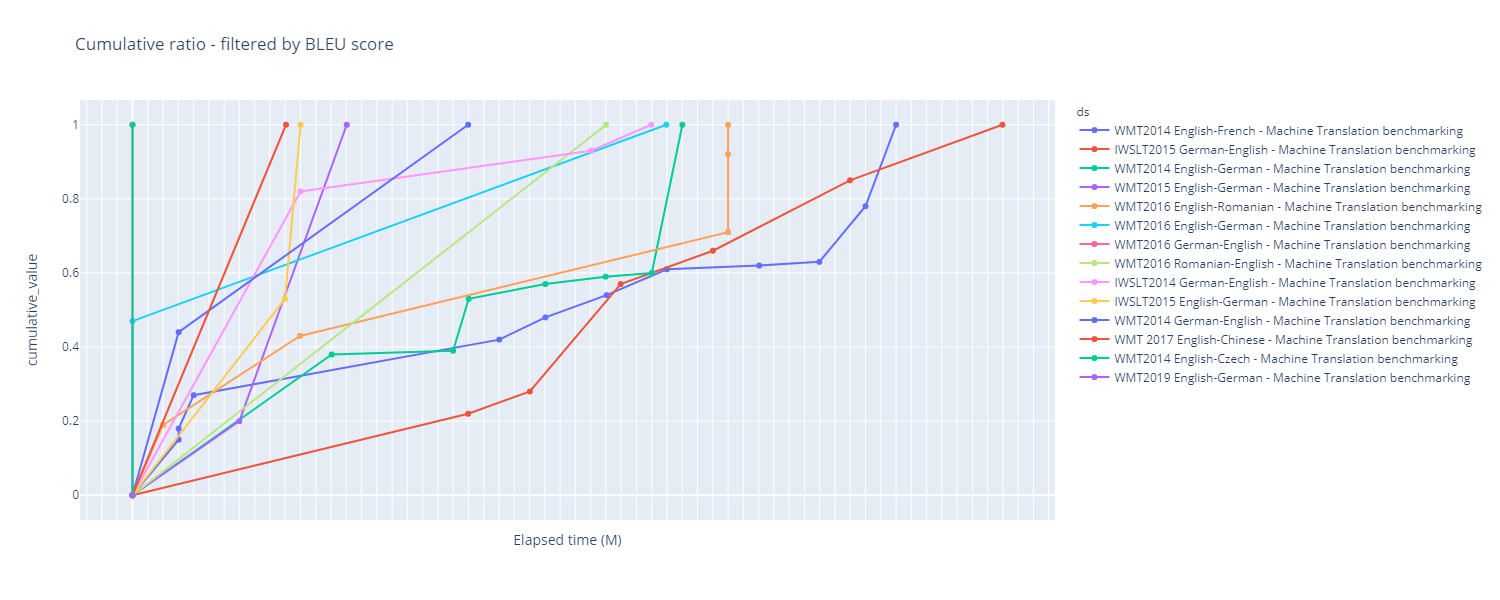 Cumulative ratio - filtered by BLEU score
cumulative_value
1
0.8
0.6
0.4
0.2
0
Elapsed time (M)
ds
WMT2014 English-French - Machine Translation benchmarking
IWSLT2015 German-English - Machine Translation benchmarking
WMT2014 English-German - Machine Translation benchmarking
WMT2015 English-German - Machine Translation benchmarking
WMT2016 English-Romanian - Machine Translation benchmarking
WMT2016 English-German - Machine Translation benchmarking
WMT2016 German-English - Machine Translation benchmarking
WMT2016 Romanian-English - Machine Translation benchmarking
IWSLT2014 German-English - Machine Translation benchmarking
IWSLT2015 English-German - Machine Translation benchmarking
WMT2014 German-English - Machine Translation benchmarking
WMT 2017 English-Chinese - Machine Translation benchmarking
WMT2014 English-Czech - Machine Translation benchmarking
WMT2019 English-German - Machine Translation benchmarking